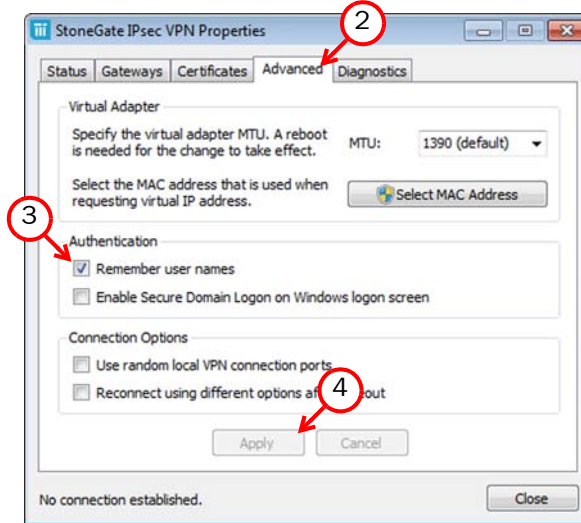 StoneGate IPsec VPN Properties
2
Status Gateways Certificates Advanced Diagnostics
Virtual Adapter
Specify the virtual adapter MTU. A reboot
is needed for the change to take effect.
MTU: 1390 (default)
Select the MAC address that is used when
requesting virtual IP address.
Select MAC Address
3
Authentication
Remember user names
Enable Secure Domain Logon on Windows logon screen
Connection Options
Use random local VPN connection ports
Reconnect using different options af eout
4
Apply Cancel
No connection established.
Close